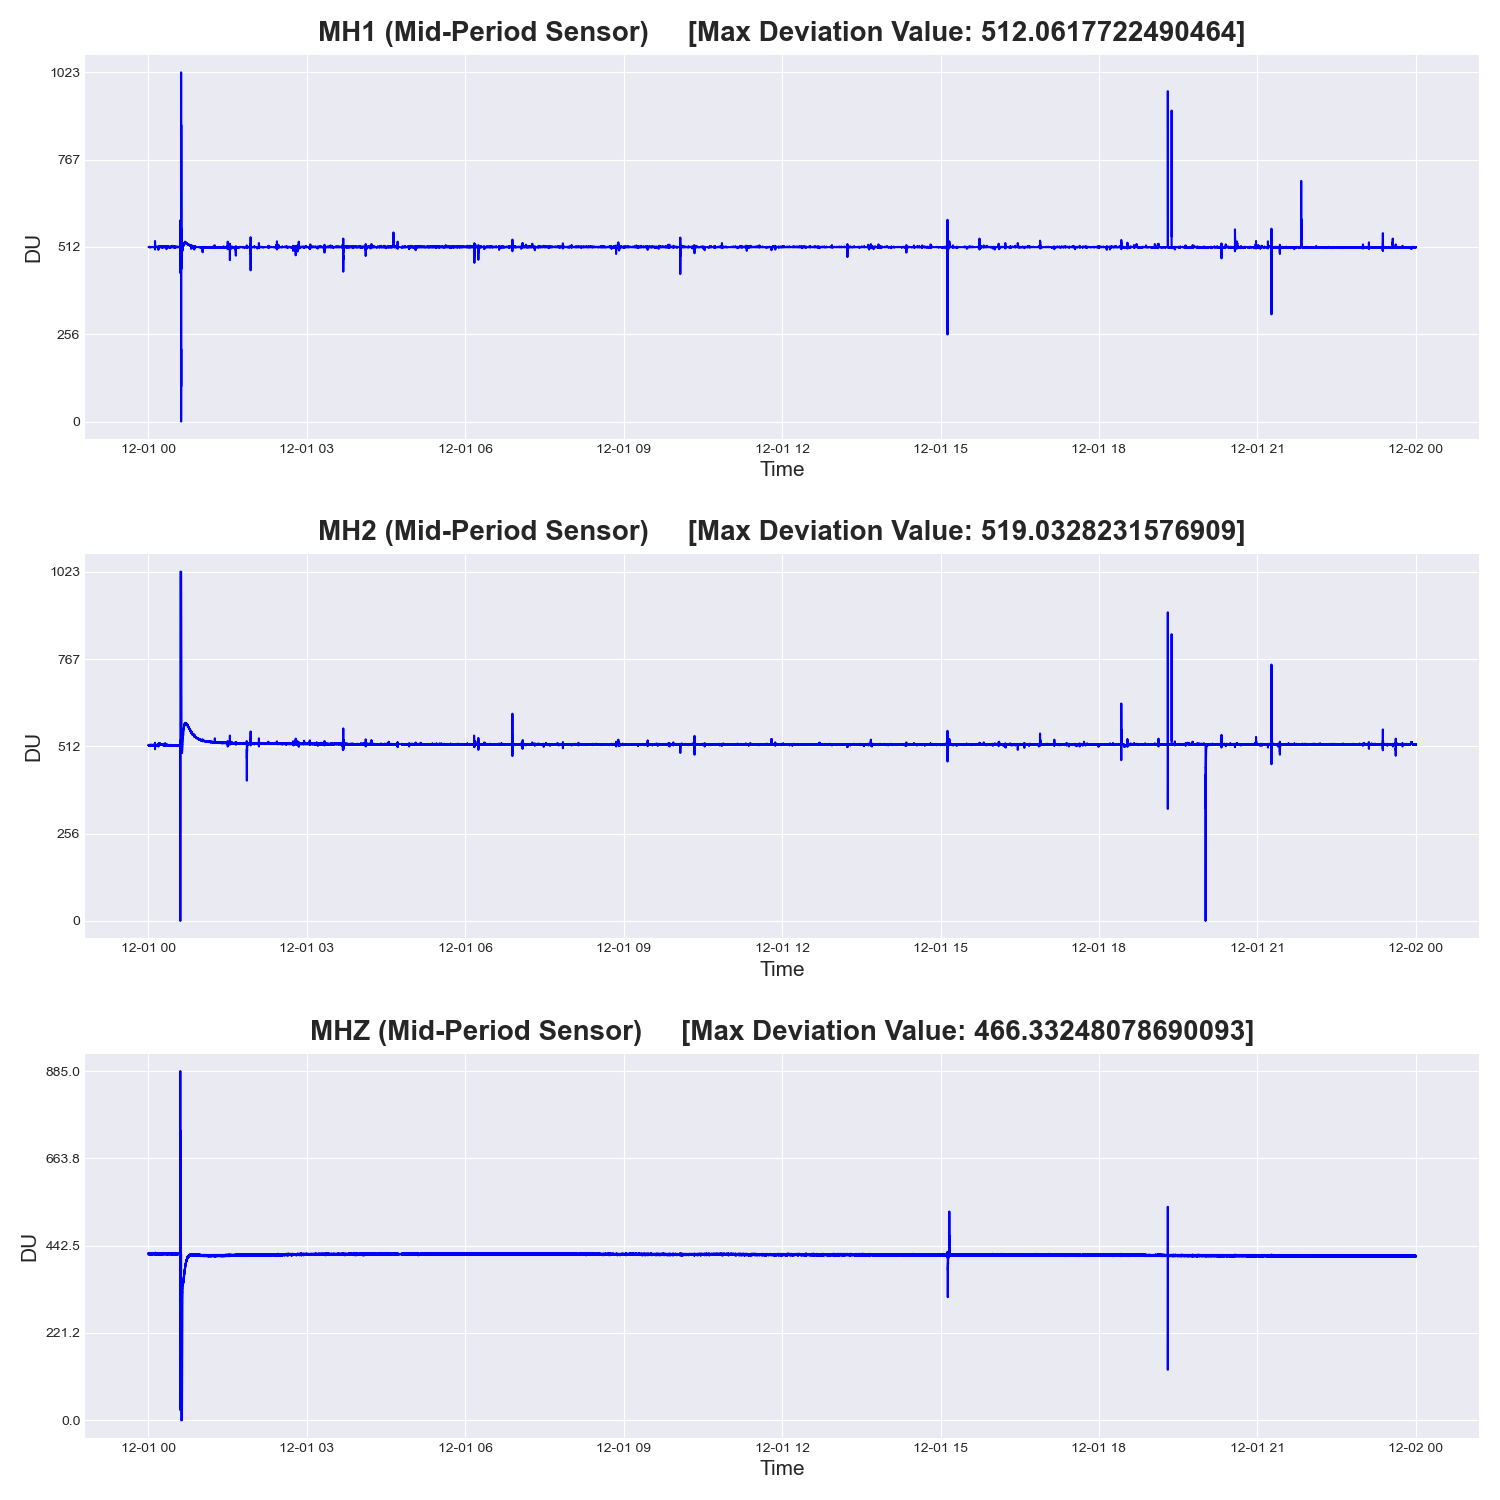 MH1 (Mid-Period Sensor)     [Max Deviation Value: 512.0617722490464]
1023
767
512
256
0
DU
12-01 00 12-01 03 12-01 06 12-01 09 12-01 12 12-01 15 12-01 18 12-01 21 12-02 00
Time
MH2 (Mid-Period Sensor)     [Max Deviation Value: 519.0328231576909]
1023
767
512
256
0
DU
12-01 00 12-01 03 12-01 06 12-01 09 12-01 12 12-01 15 12-01 18 12-01 21 12-02 00
Time
MHZ (Mid-Period Sensor)     [Max Deviation Value: 466.33248078690093]
885.0
663.8
442.5
221.2
0.0
DU
12-01 00 12-01 03 12-01 06 12-01 09 12-01 12 12-01 15 12-01 18 12-01 21 12-02 00
Time